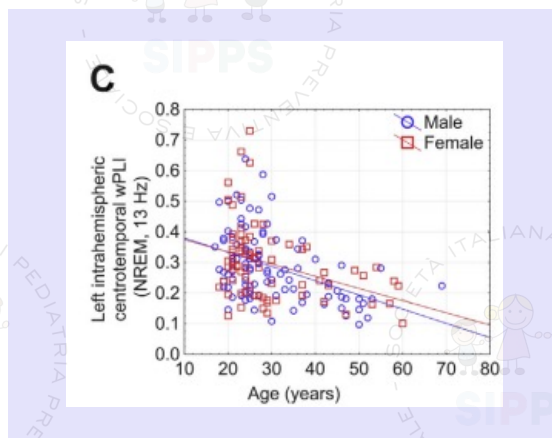 C
SIPPS
0.8
0.7
0.6
0.5
0.4
0.3
0.2
0.1
0.0
Left intrahemispheric
centrotemporal wPLI
(NREM, 13 Hz)
Male
Female
10 20 30 40 50 60 70 80
Age (years)
SIPPS